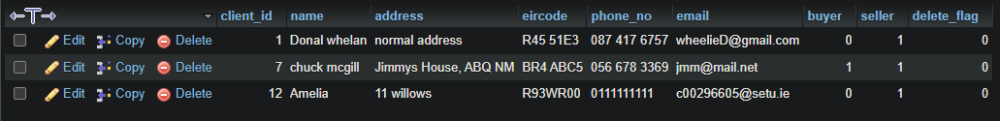 client_id name address eircode phone_no email buyer seller delete_flag
Edit Copy Delete 1 Donal whelan normal address R45 51E3 087 417 6757 wheelieD@gmail.com 0 1 0
Edit Copy Delete 7 chuck mcgill Jimmys House, ABQ NM BR4 ABC5 056 678 3369 jmm@mail.net 1 1 0
Edit Copy Delete 12 Amelia 11 willows R93WR00 0111111111 c00296605@setu.ie 0 1 0